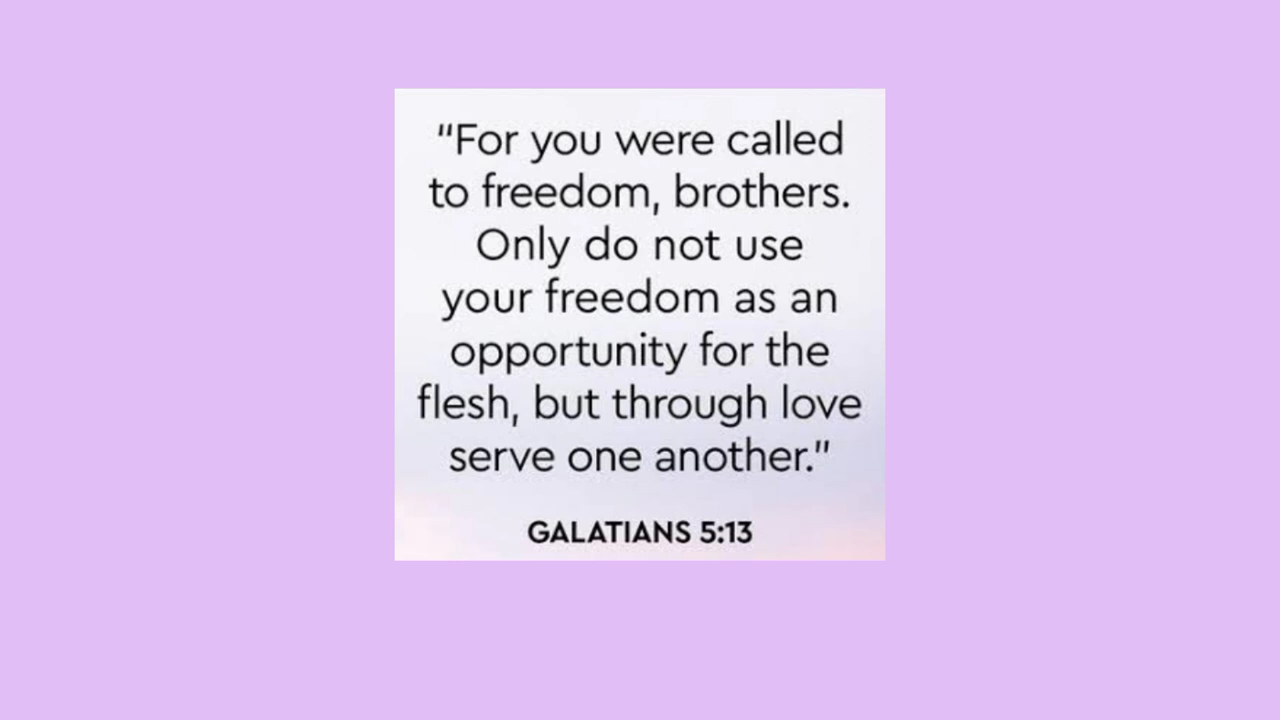 "For you were called
to freedom, brothers.
Only do not use
your freedom as an
opportunity for the
flesh, but through love
serve one another."
GALATIANS 5:13